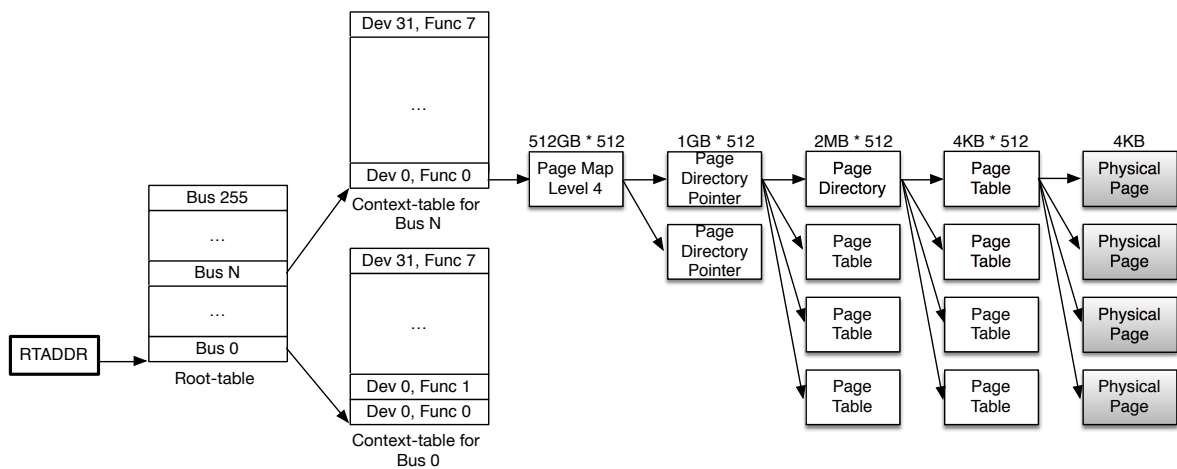 RTADDR
Bus 255
...
Bus N
...
Bus 0
Root-table
Dev 31, Func 7
...
Dev 0, Func 0
Context-table for
Bus N
Dev 31, Func 7
...
Dev 0, Func 1
Dev 0, Func 0
Context-table for
Bus 0
512GB * 512
Page Map
Level 4
1GB * 512
Page
Directory
Pointer
Page
Directory
Pointer
2MB * 512
Page
Directory
Page
Table
Page
Table
Page
Table
4KB * 512
Page
Table
Page
Table
Page
Table
Page
Table
4KB
Physical
Page
Physical
Page
Physical
Page
Physical
Page